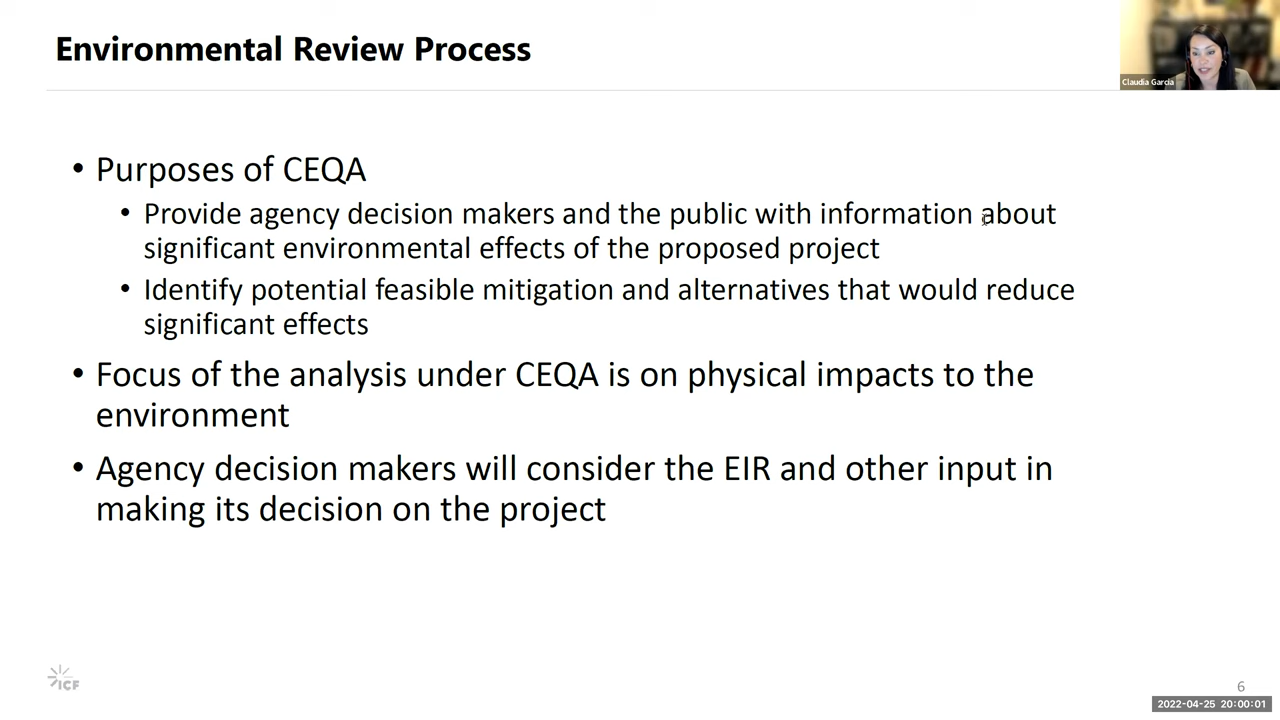 Environmental Review Process
Claudia Garcia
• Purposes of CEQA
• Provide agency decision makers and the public with information about
significant environmental effects of the proposed project
• Identify potential feasible mitigation and alternatives that would reduce
significant effects
• Focus of the analysis under CEQA is on physical impacts to the
environment
• Agency decision makers will consider the EIR and other input in
making its decision on the project
ICF
6
2022-04-25 20:00:01